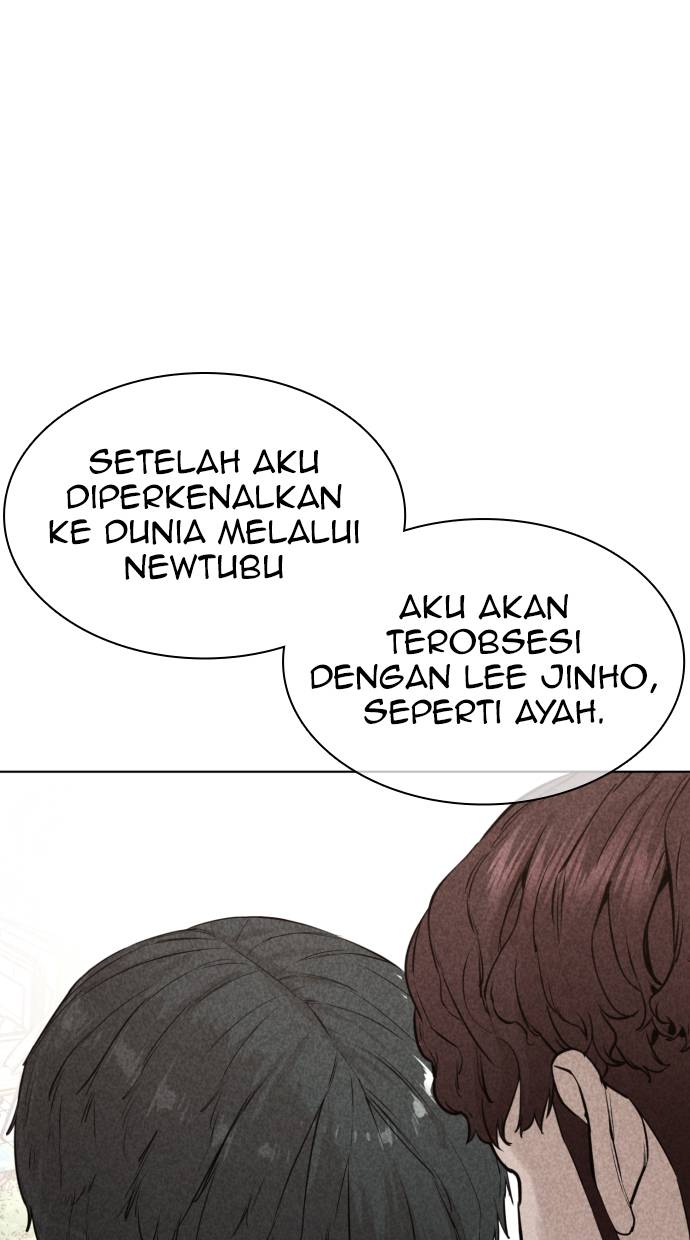 SETELAH AKU
DIPERKENALKAN
KE DUNIA MELALUI
NEWTUBU
AKU AKAN
TEROBSESI
DENGAN LEE JINHO,
SEPERTI AYAH.